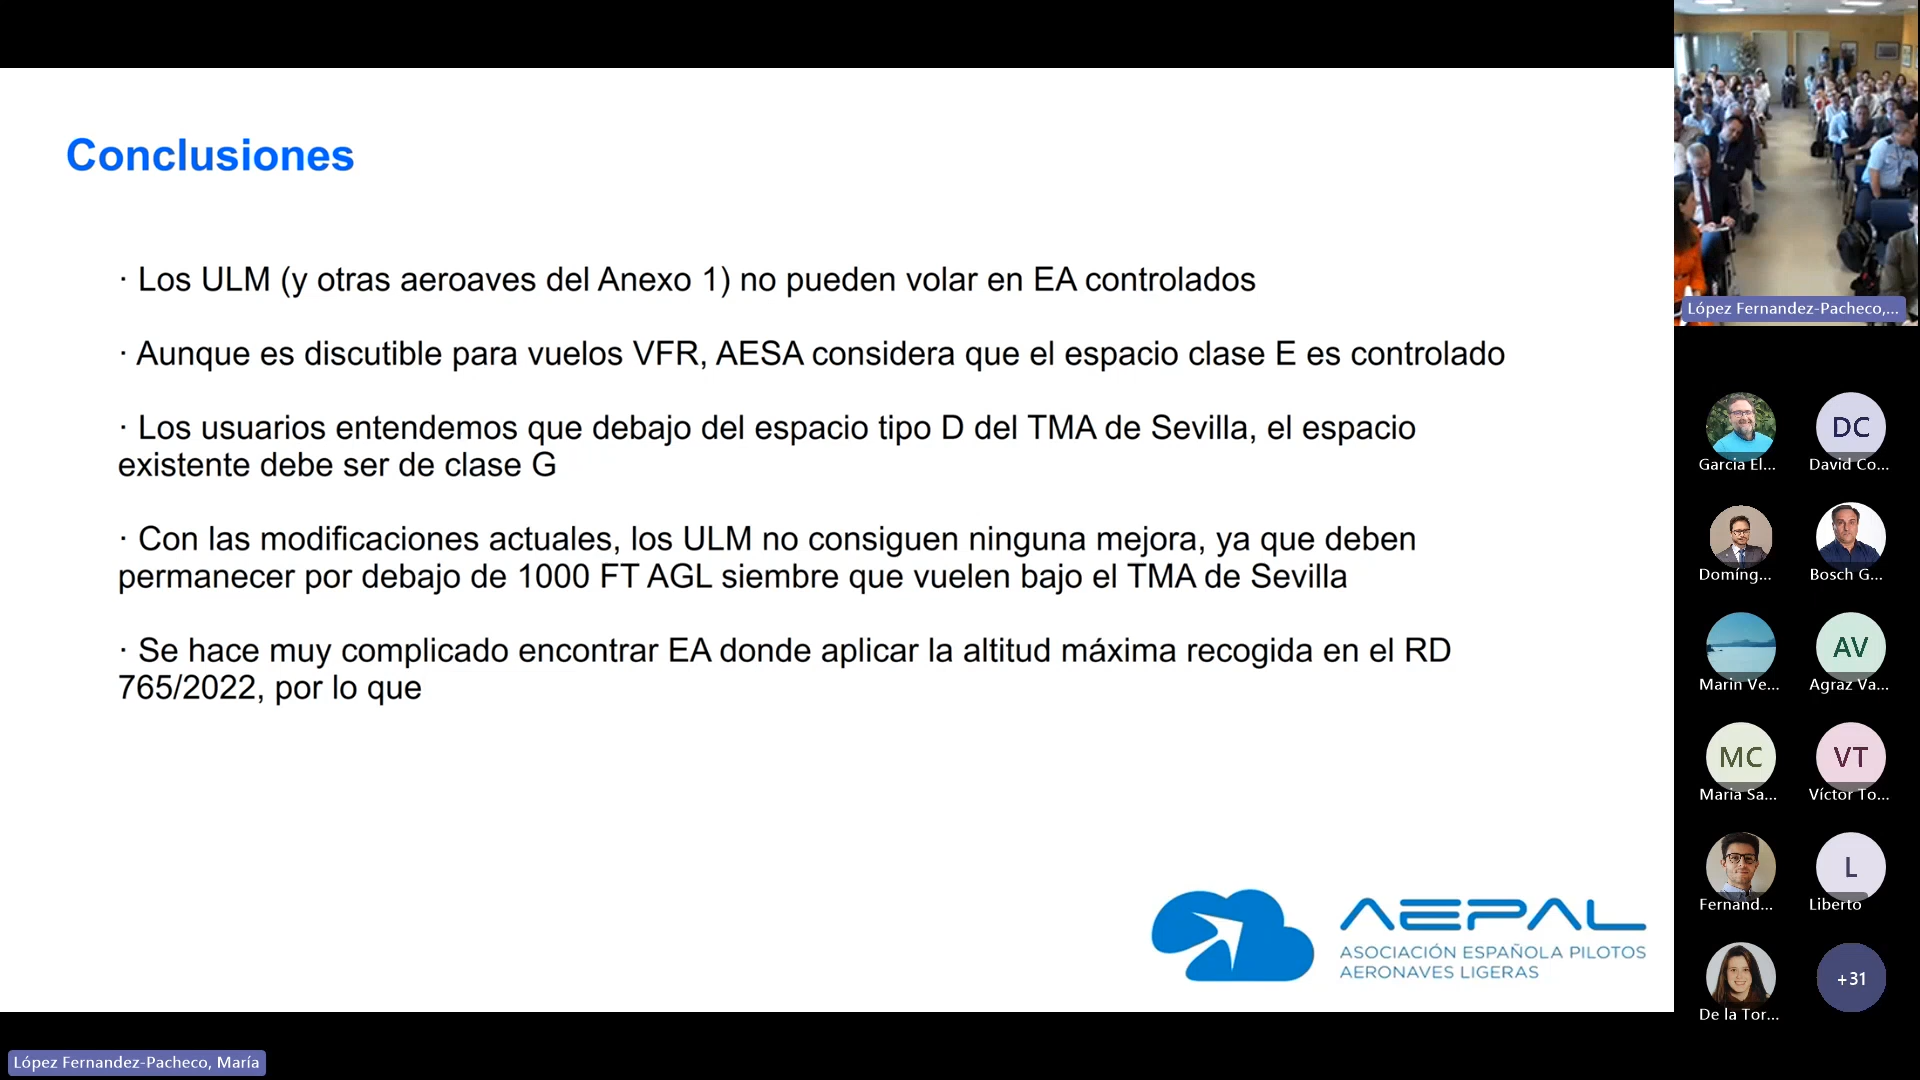 Conclusiones
· Los ULM (y otras aeroaves del Anexo 1) no pueden volar en EA controlados
· Aunque es discutible para vuelos VFR, AESA considera que el espacio clase E es controlado
· Los usuarios entendemos que debajo del espacio tipo D del TMA de Sevilla, el espacio
existente debe ser de clase G
· Con las modificaciones actuales, los ULM no consiguen ninguna mejora, ya que deben
permanecer por debajo de 1000 FT AGL siembre que vuelen bajo el TMA de Sevilla
· Se hace muy complicado encontrar EA donde aplicar la altitud máxima recogida en el RD
765/2022, por lo que
AEPAL
ASOCIACIÓN ESPAÑOLA PILOTOS
AERONAVES LIGERAS
López Fernandez-Pacheco, María
López Fernandez-Pacheco,...
Garcia El...
DC
David Co...
Domíng...
Bosch G...
Marin Ve...
AV
Agraz Va...
MC
Maria Sa...
VT
Víctor To...
Fernand...
L
Liberto
De la Tor...
+31